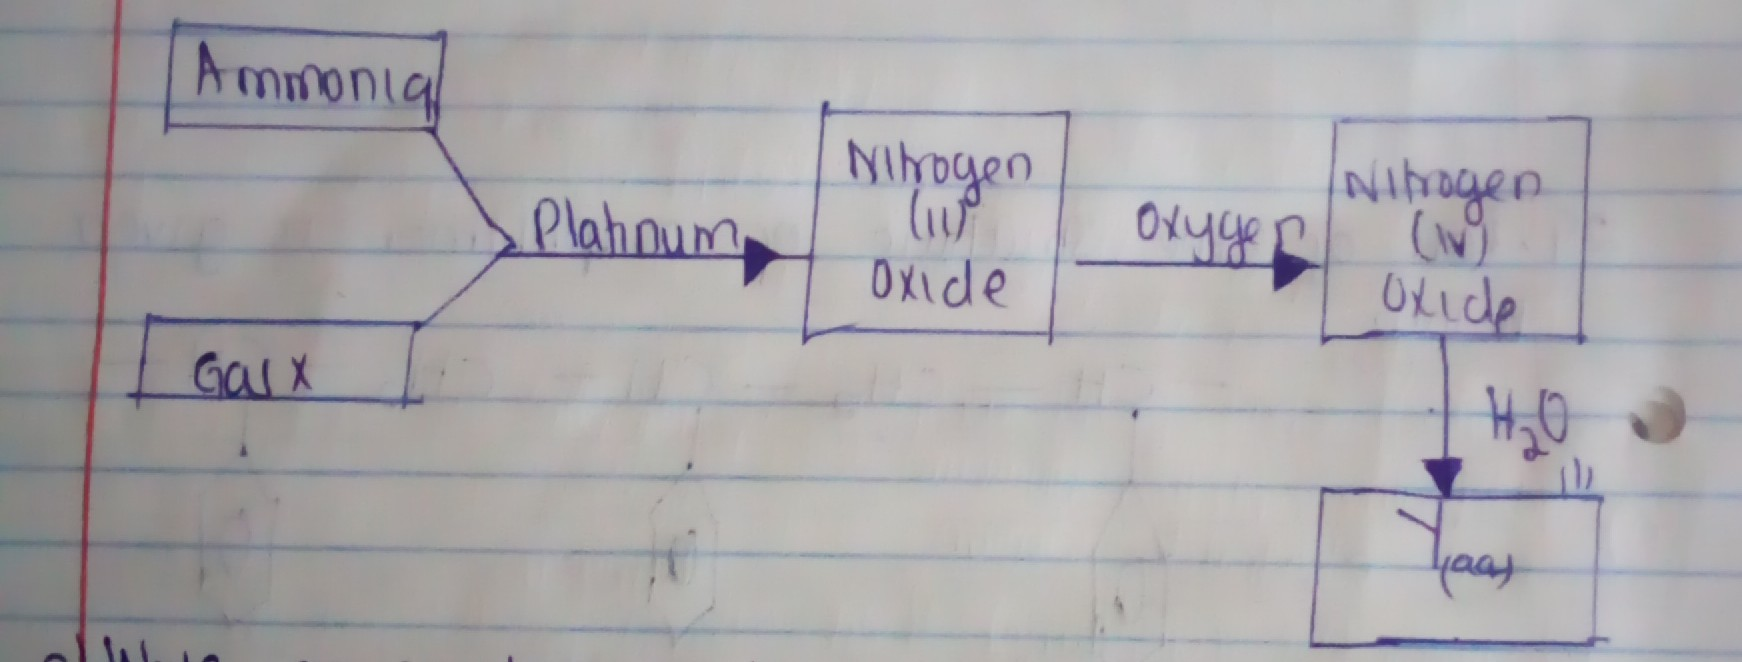 Ammonia
Gas X
Platinum
Nitrogen
(II)
Oxide
Oxygen
Nitrogen
(IV)
Oxide
H₂O
Y(aq)